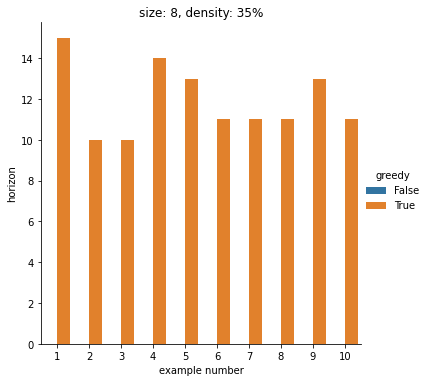 size: 8, density: 35%
14
12
10
8
6
4
2
0
horizon
1 2 3 4 5 6 7 8 9 10
example number
greedy
False
True